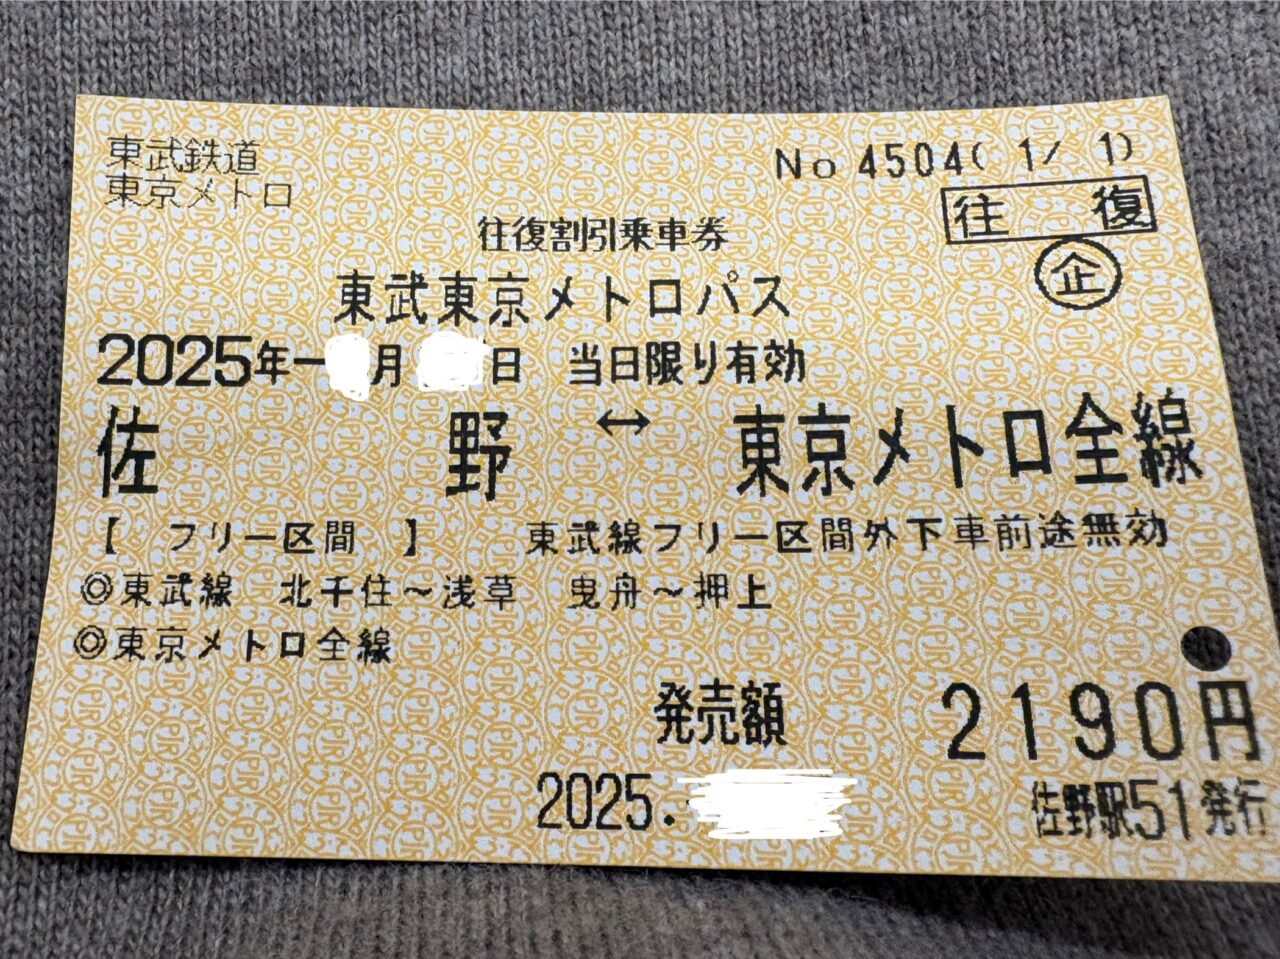 東武鉄道
東京メトロ
No 4504( 1/ 1)
往 復
企
往復割引乗車券
東武東京メトロパス
2025年-月 日 当日限り有効
佐 野 ↔ 東京メトロ全線
【 フリー区間 】 東武線フリー区間外下車前途無効
◎東武線 北千住~浅草 曳舟~押上
◎東京メトロ全線
発売額 2190円
2025.
佐野駅51発行